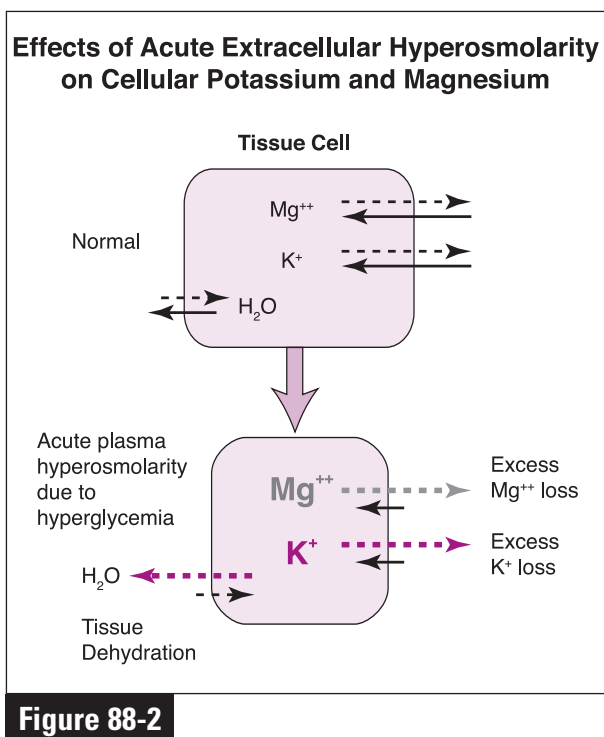 Effects of Acute Extracellular Hyperosmolarity
on Cellular Potassium and Magnesium
Tissue Cell
Normal
Mg⁺⁺
K⁺
H₂O
Acute plasma
hyperosmolarity
due to
hyperglycemia
Mg⁺⁺
Excess
Mg⁺⁺ loss
K⁺
Excess
K⁺ loss
H₂O
Tissue
Dehydration
Figure 88-2